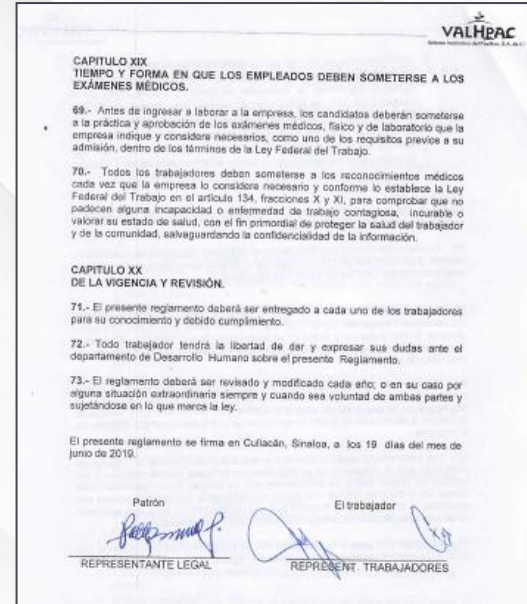 VALHPAC
CAPITULO XIX
TIEMPO Y FORMA EN QUE LOS EMPLEADOS DEBEN SOMETERSE A LOS
EXÁMENES MÉDICOS.
69.- Antes de ingresar a laborar a la empresa, los candidatos deberán someterse
a la práctica y aprobación de los exámenes médicos, físico y de laboratorio que la
empresa indique y considere necesarios, como uno de los requisitos previos a su
admisión, dentro de los términos de la Ley Federal del Trabajo.
70.- Todos los trabajadores deben someterse a los reconocimientos médicos
cada vez que la empresa lo considere necesario y conforme lo establece la Ley
Federal del Trabajo en el artículo 134, fracciones X y XI, para comprobar que no
padecen alguna incapacidad o enfermedad de trabajo contagiosa, incurable o
valorar su estado de salud, con el fin primordial de proteger la salud del trabajador
y de la comunidad, salvaguardando la confidencialidad de la información.
CAPITULO XX
DE LA VIGENCIA Y REVISIÓN.
71.- El presente reglamento deberá ser entregado a cada uno de los trabajadores
para su conocimiento y debido cumplimiento.
72.- Todo trabajador tendrá la libertad de dar y expresar sus dudas ante el
departamento de Desarrollo Humano sobre el presente Reglamento.
73.- El reglamento deberá ser revisado y modificado cada año; o en su caso por
alguna situación extraordinaria siempre y cuando sea voluntad de ambas partes y
sujetándose en lo que marca la ley.
El presente reglamento se firma en Culiacán, Sinaloa, a los 19 días del mes de
junio de 2019.
Patrón
El trabajador
REPRESENTANTE LEGAL
REPRESENT. TRABAJADORES